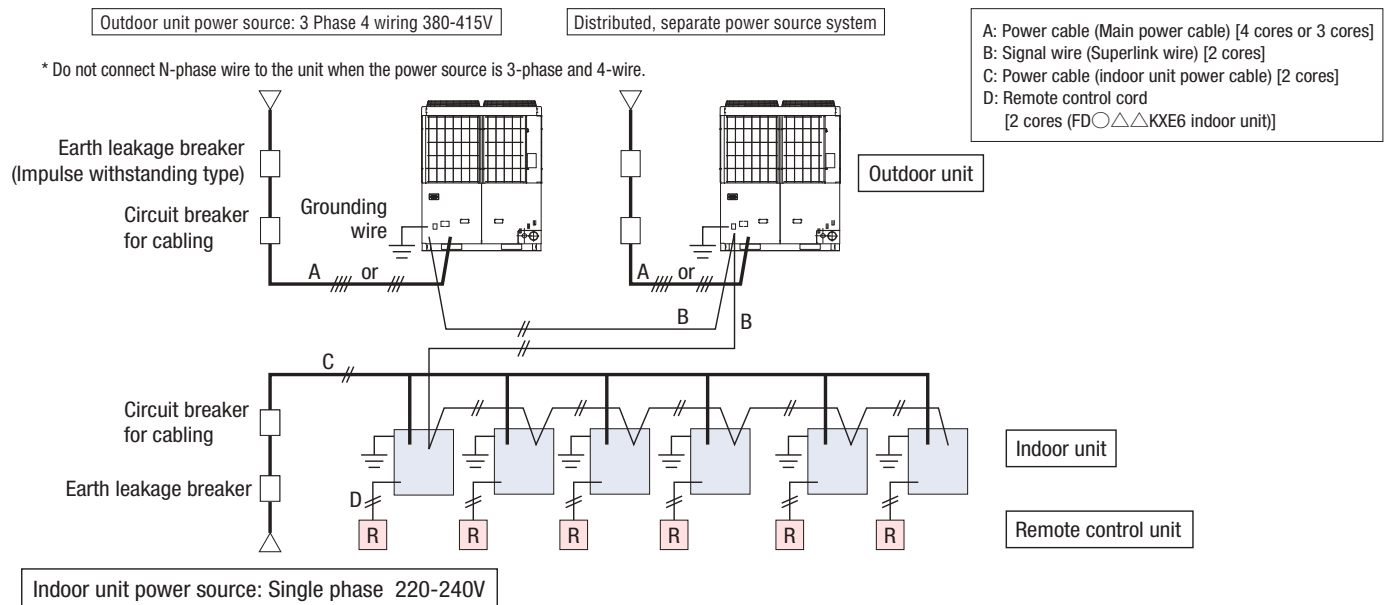 Outdoor unit power source: 3 Phase 4 wiring 380-415V
Distributed, separate power source system
A: Power cable (Main power cable) [4 cores or 3 cores]
B: Signal wire (Superlink wire) [2 cores]
C: Power cable (indoor unit power cable) [2 cores]
D: Remote control cord
[2 cores (FD○△△KXE6 indoor unit)]
* Do not connect N-phase wire to the unit when the power source is 3-phase and 4-wire.
Earth leakage breaker
(Impulse withstanding type)
Circuit breaker
for cabling
Grounding
wire
Outdoor unit
A or
A or
B
B
C
Circuit breaker
for cabling
Earth leakage breaker
Indoor unit
D
R R R R R R
Remote control unit
Indoor unit power source: Single phase 220-240V